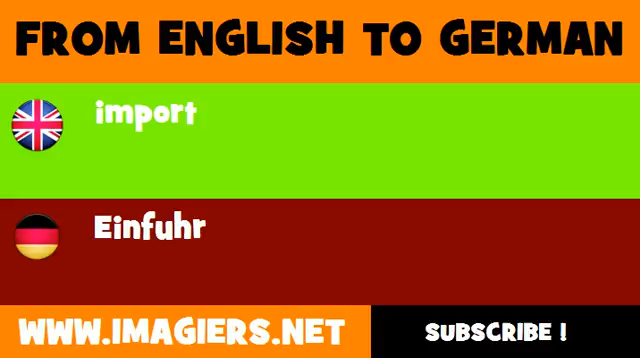 FROM ENGLISH TO GERMAN
import
Einfuhr
WWW.IMAGIERS.NET
SUBSCRIBE !